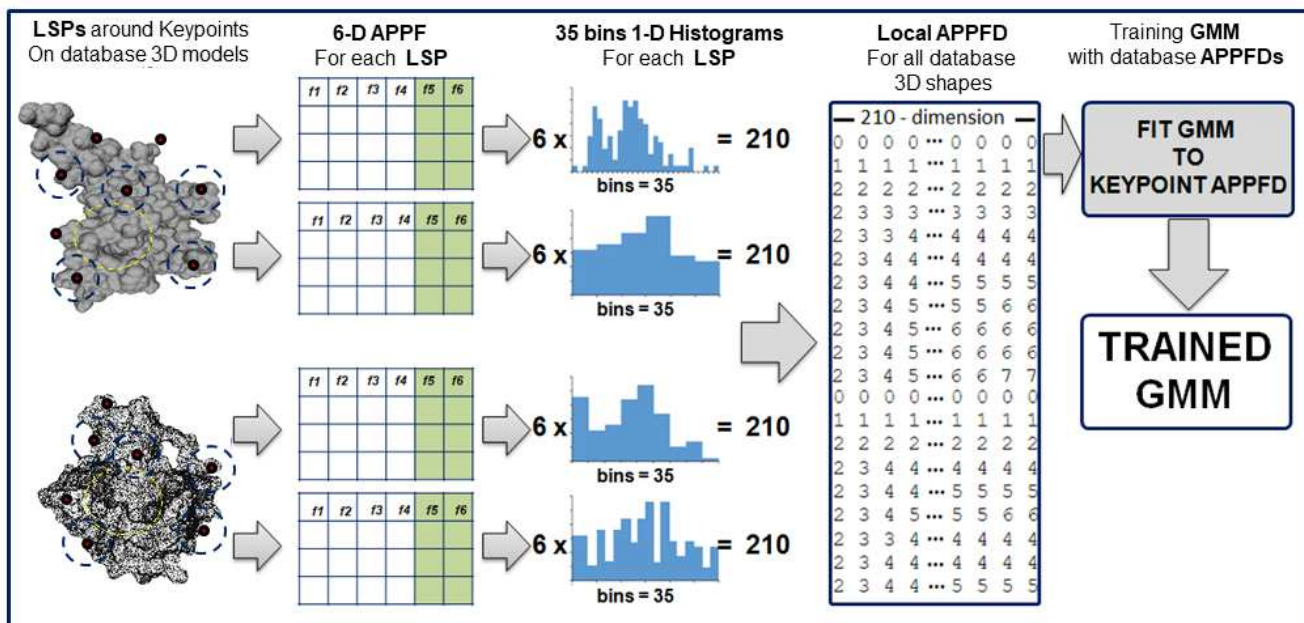 LSPs around Keypoints
On database 3D models
6-D APPF
For each LSP
35 bins 1-D Histograms
For each LSP
Local APPFD
For all database
3D shapes
Training GMM
with database APPFDs
f1 f2 f3 f4 f5 f6
6 x
= 210
bins = 35
f1 f2 f3 f4 f5 f6
6 x
= 210
bins = 35
f1 f2 f3 f4 f5 f6
6 x
= 210
bins = 35
f1 f2 f3 f4 f5 f6
6 x
= 210
bins = 35
210 - dimension
0 0 0 0 ••• 0 0 0 0
1 1 1 1 ••• 1 1 1 1
2 2 2 2 ••• 2 2 2 2
2 3 3 3 ••• 3 3 3 3
2 3 3 4 ••• 4 4 4 4
2 3 4 4 ••• 4 4 4 4
2 3 4 4 ••• 5 5 5 5
2 3 4 5 ••• 5 5 6 6
2 3 4 5 ••• 6 6 6 6
2 3 4 5 ••• 6 6 6 6
2 3 4 5 ••• 6 6 7 7
0 0 0 0 ••• 0 0 0 0
1 1 1 1 ••• 1 1 1 1
2 2 2 2 ••• 2 2 2 2
2 3 4 4 ••• 4 4 4 4
2 3 4 4 ••• 5 5 5 5
2 3 4 5 ••• 5 5 6 6
2 3 3 4 ••• 4 4 4 4
2 3 4 4 ••• 4 4 4 4
2 3 4 4 ••• 5 5 5 5
FIT GMM
TO
KEYPOINT APPFD
TRAINED
GMM